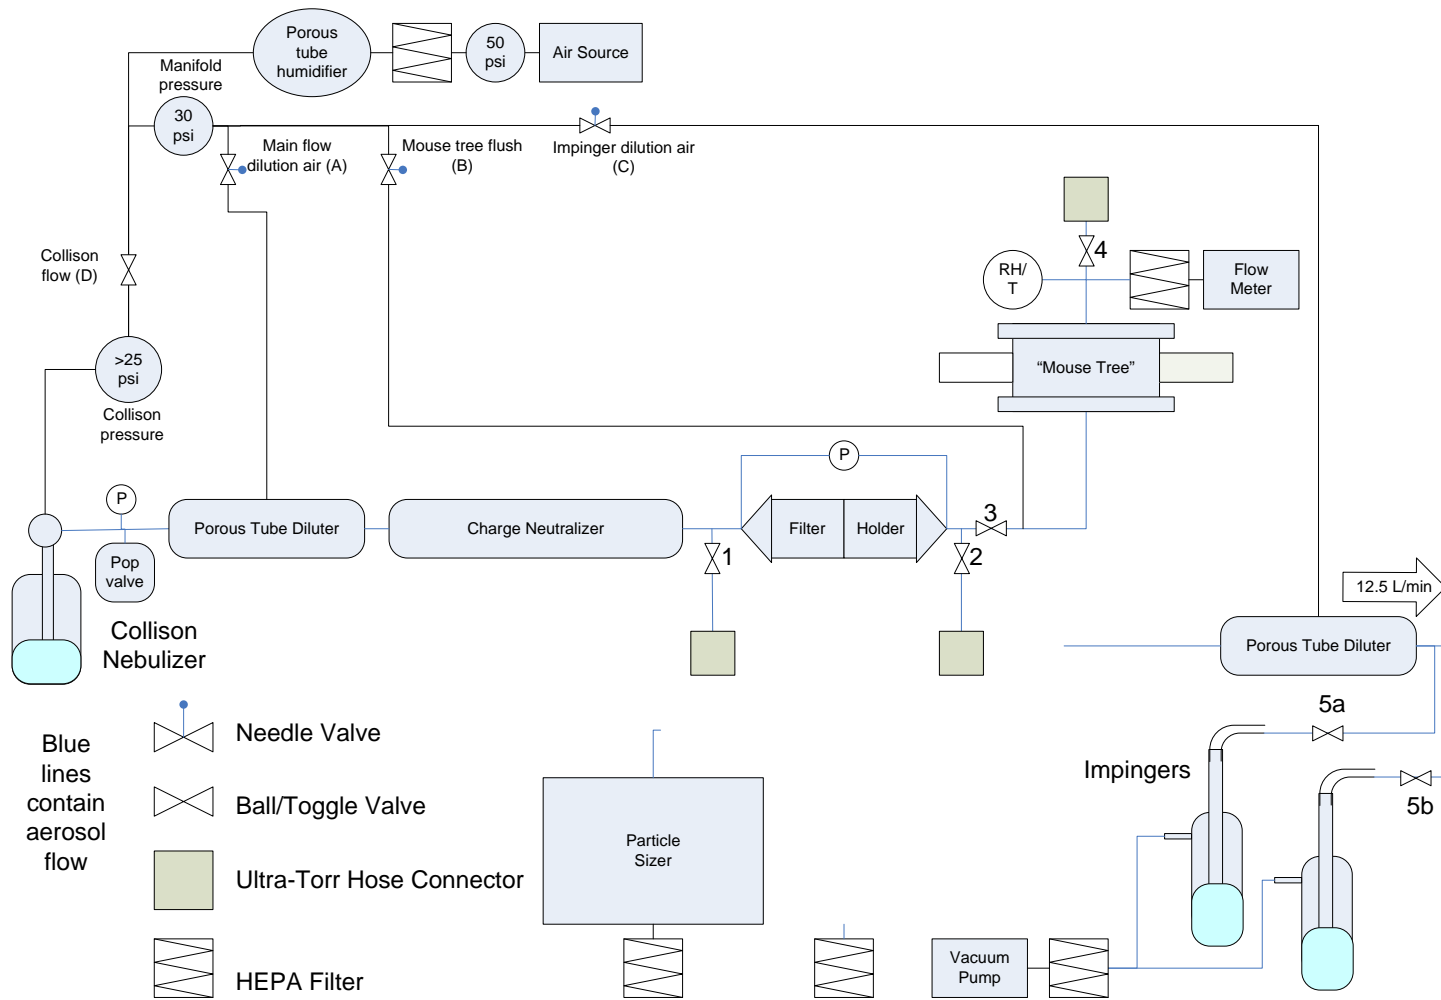 Porous
tube
humidifier
50
psi
Air Source
Manifold
pressure
30
psi
Main flow
dilution air (A)
Mouse tree flush
(B)
Impinger dilution air
(C)
Collison
flow (D)
4
RH/
T
Flow
Meter
>25
psi
Collison
pressure
“Mouse Tree”
P
P
Pop
valve
Porous Tube Diluter
Charge Neutralizer
1
Filter
Holder
3
2
12.5 L/min
Collison
Nebulizer
Porous Tube Diluter
Blue
lines
contain
aerosol
flow
Needle Valve
Ball/Toggle Valve
Ultra-Torr Hose Connector
HEPA Filter
Particle
Sizer
Vacuum
Pump
Impingers
5a
5b